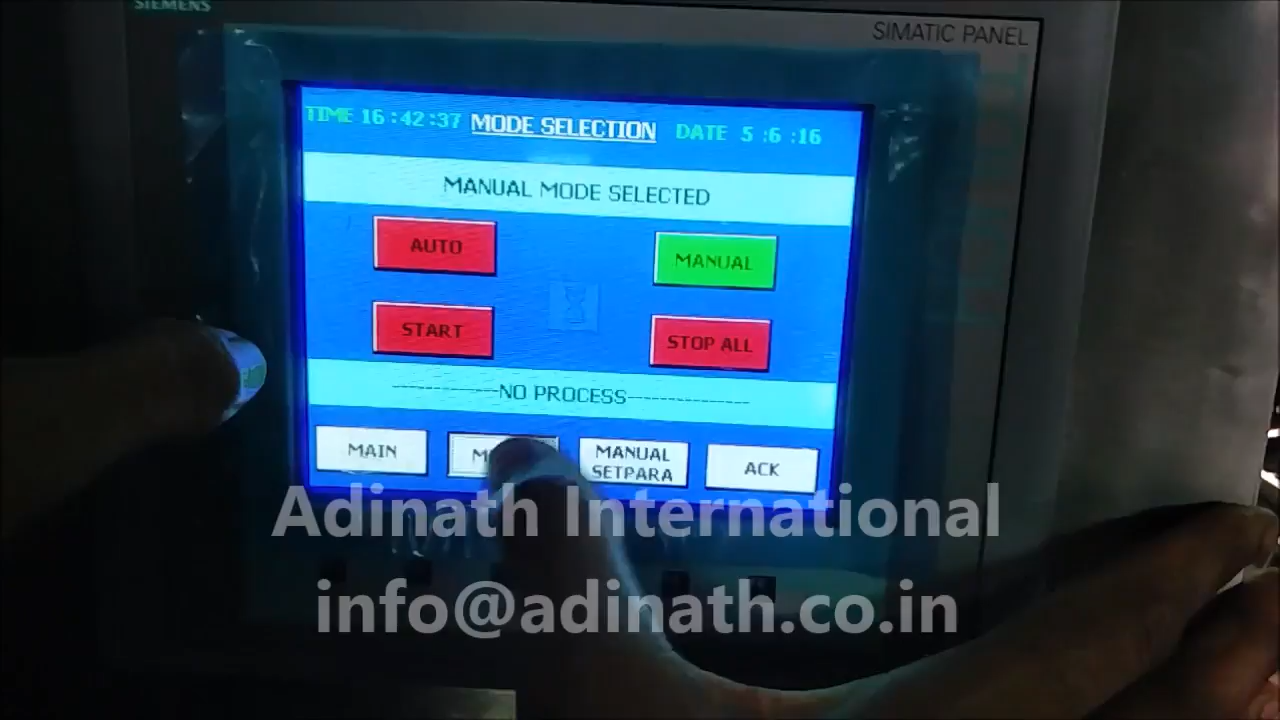 SIEMENS
SIMATIC PANEL
TIME 16:42:37 MODE SELECTION DATE 5:6:16
MANUAL MODE SELECTED
AUTO MANUAL
START STOP ALL
--------------NO PROCESS----------------
MAIN MANUAL SETPARA ACK
Adinath International
info@adinath.co.in